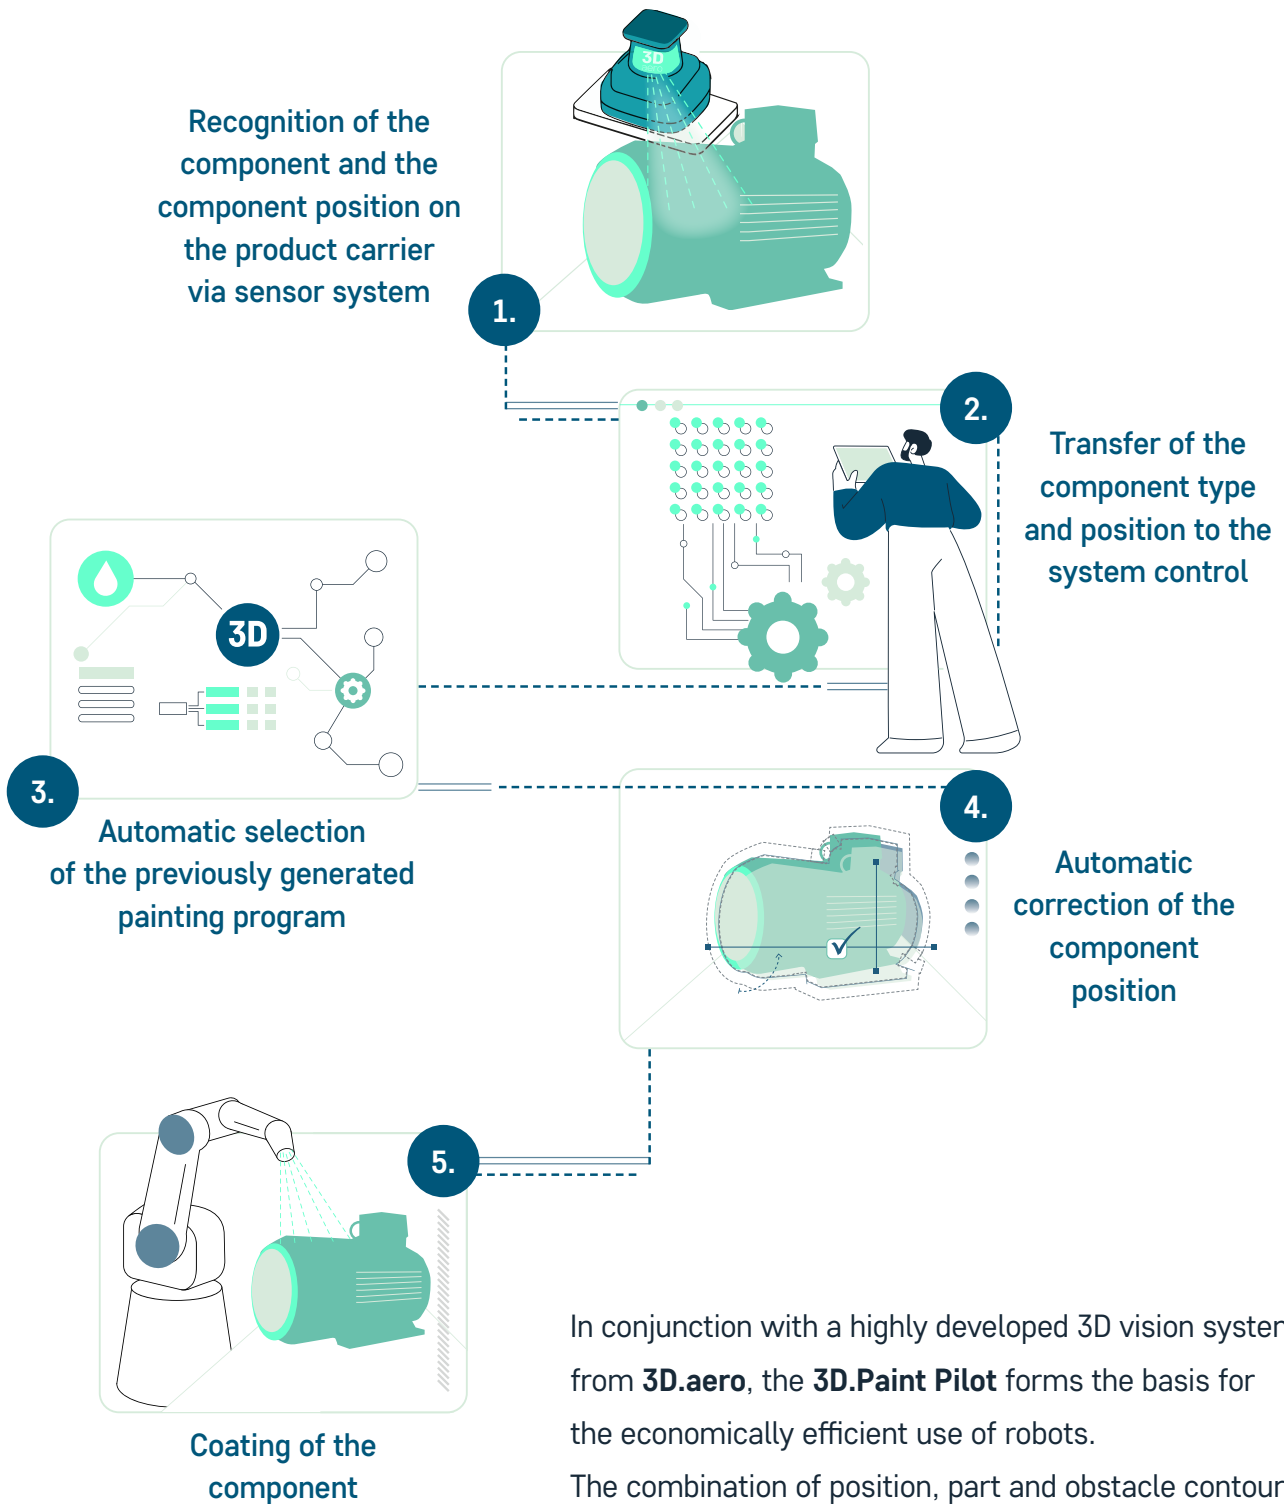 3D
Recognition of the
component and the
component position on
the product carrier
via sensor system
1.
2.
Transfer of the
component type
and position to the
system control
3D
3.
Automatic selection
of the previously generated
painting program
4.
Automatic
correction of the
component
position
5.
Coating of the
component
In conjunction with a highly developed 3D vision system
from 3D.aero, the 3D.Paint Pilot forms the basis for
the economically efficient use of robots.
The combination of position, part and obstacle contour